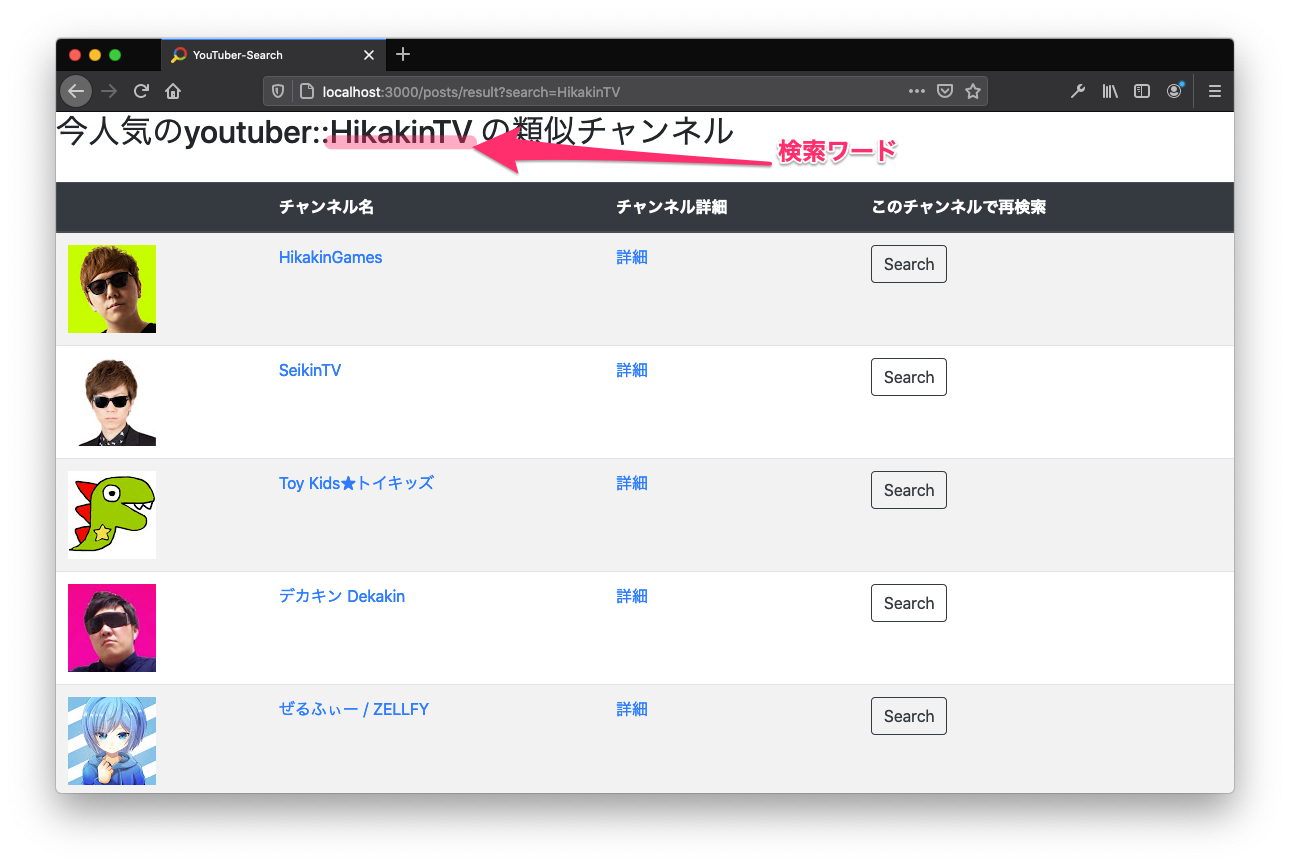 YouTuber-Search
localhost:3000/posts/result?search=HikakinTV
今人気のyoutuber::HikakinTV の類似チャンネル
検索ワード
チャンネル名 チャンネル詳細 このチャンネルで再検索
HikakinGames 詳細 Search
SeikinTV 詳細 Search
Toy Kids★トイキッズ 詳細 Search
デカキン Dekakin 詳細 Search
ぜるふぃー / ZELLFY 詳細 Search